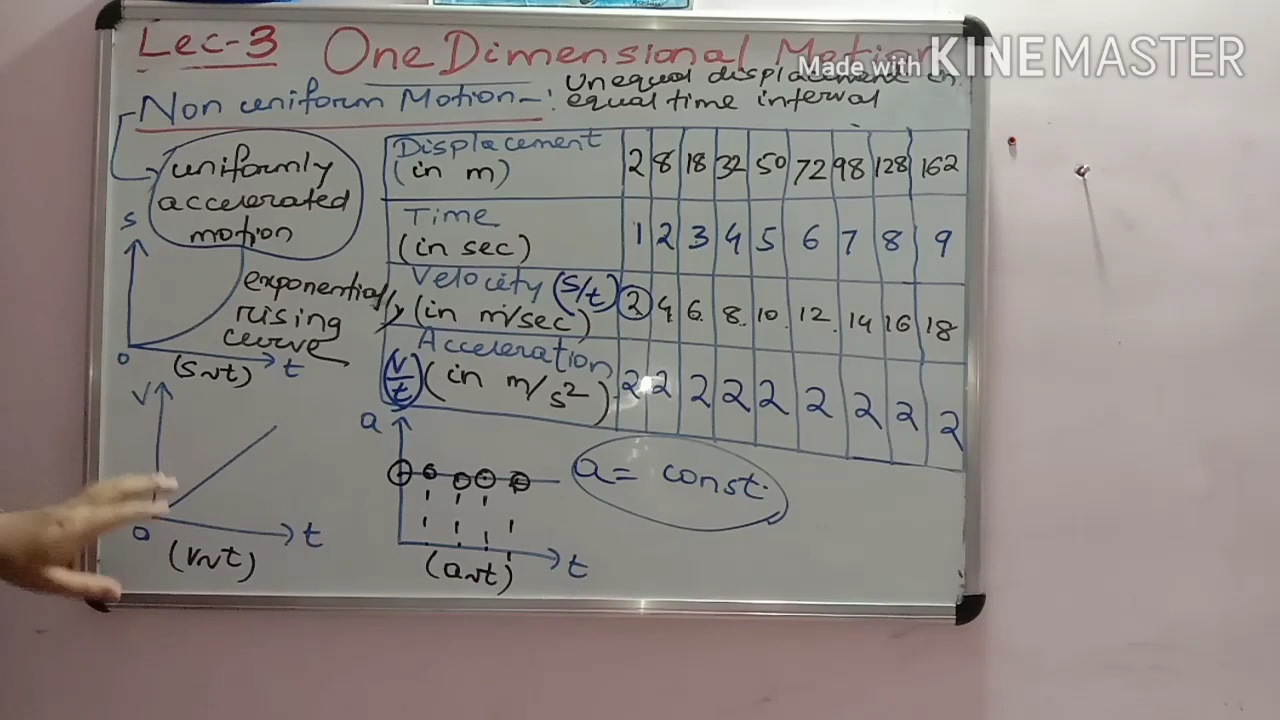 Lec-3 One Dimensional Motion
Made with KINEMASTER
Non uniform Motion-: Unequal displacement in
equal time interval
uniformly
accelerated
motion
Displacement
(in m)
2 8 18 32 50 72 98 128 162
Time
(in sec)
1 2 3 4 5 6 7 8 9
Velocity (s/t)
(in m/sec)
2 4 6. 8. 10. 12. 14 16 18
Acceleration
(v/t) (in m/s²)
2 2 2 2 2 2 2 2 2
s
exponentially
rising
curve
o
(s~t) t
v
o
t
(v~t)
a
a = const.
(a~t) t